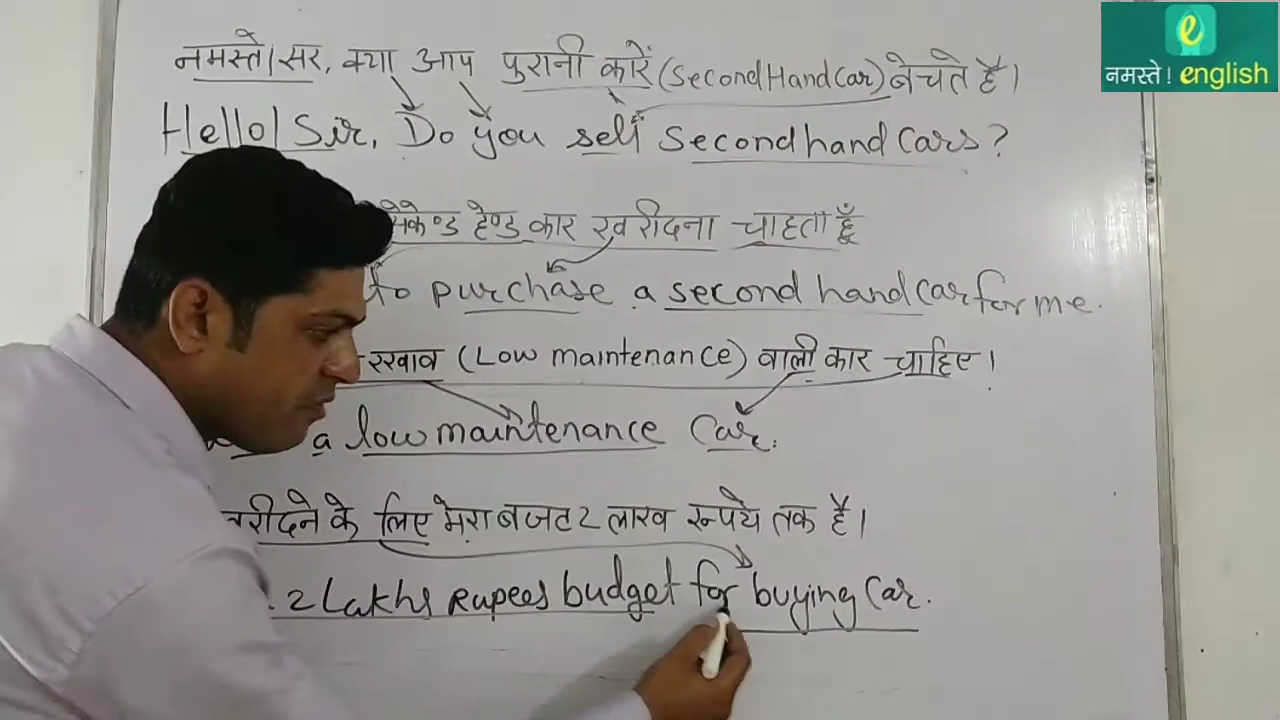 नमस्ते। सर, क्या आप पुरानी कारें (Second Hand Car) बेचते हैं।
Hello! Sir, Do you sell second hand cars?
सेकेण्ड हेण्ड कार खरीदना चाहता हूँ
to purchase a second hand car for me.
रखाव (Low maintenance) वाली कार चाहिए।
a low maintenance car.
खरीदने के लिए मेरा बजट 2 लाख रूपये तक है।
2 Lakhs Rupees budget for buying car.
e
नमस्ते! english